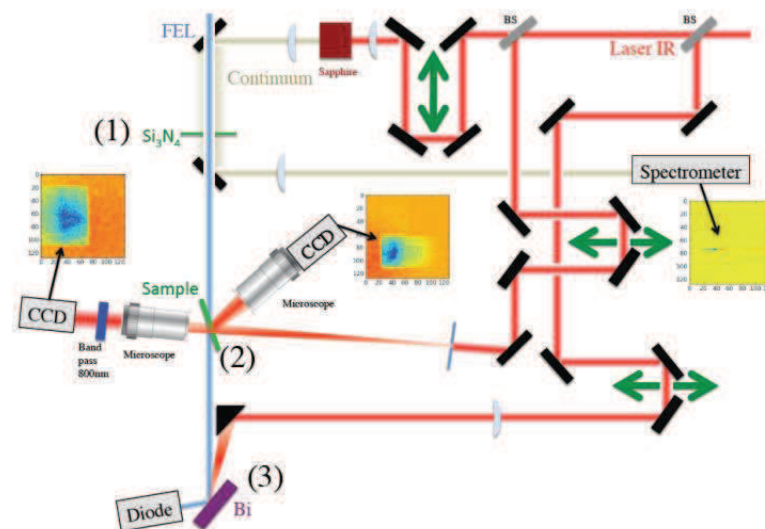 FEL
BS
BS
Laser IR
Continuum
Sapphire
(1)
Si3N4
Spectrometer
CCD
Sample
Microscope
CCD
Band
pass
800nm
Microscope
(2)
(3)
Diode
Bi